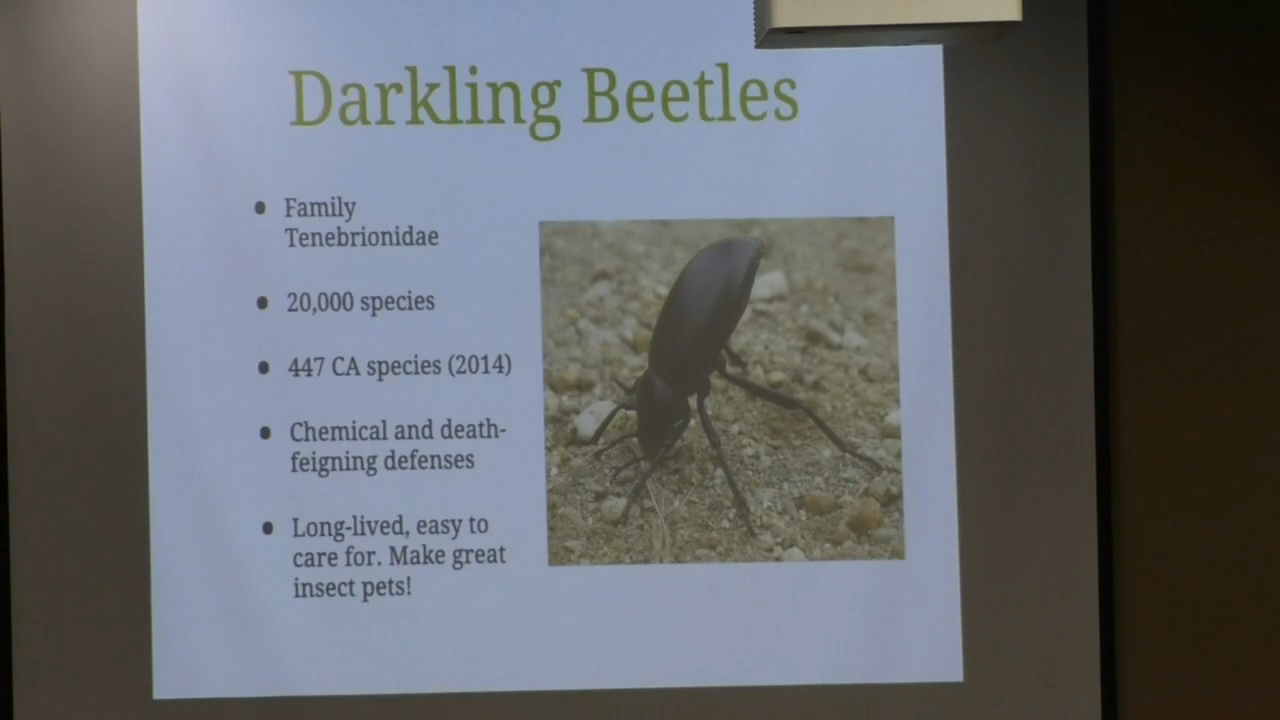 Darkling Beetles
• Family
Tenebrionidae
• 20,000 species
• 447 CA species (2014)
• Chemical and death-
feigning defenses
• Long-lived, easy to
care for. Make great
insect pets!